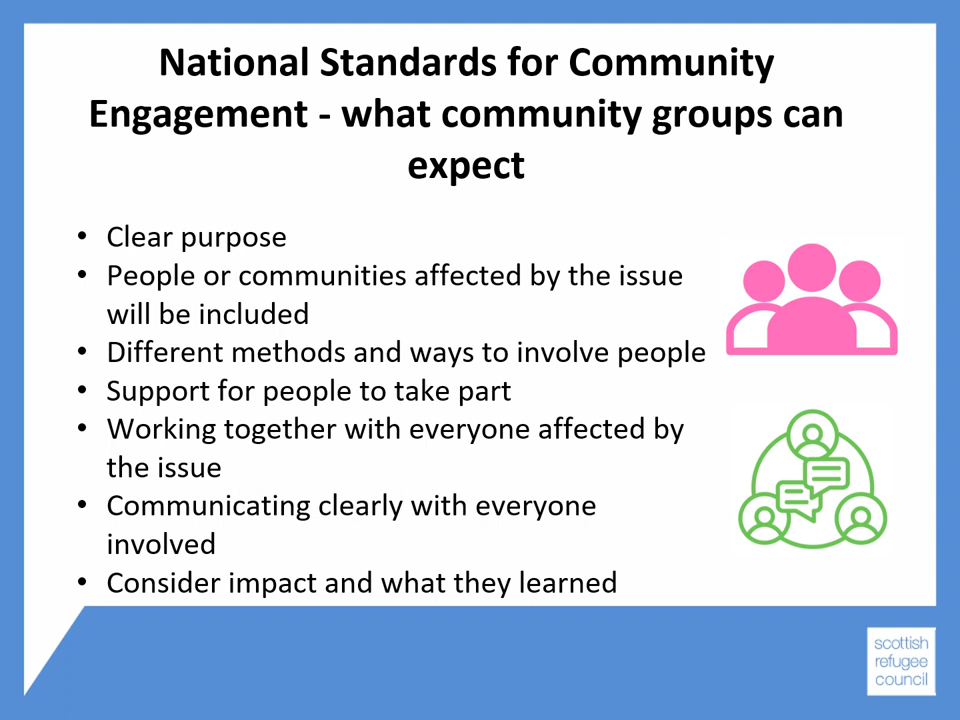 National Standards for Community
Engagement - what community groups can
expect
• Clear purpose
• People or communities affected by the issue
will be included
• Different methods and ways to involve people
• Support for people to take part
• Working together with everyone affected by
the issue
• Communicating clearly with everyone
involved
• Consider impact and what they learned
scottish
refugee
council